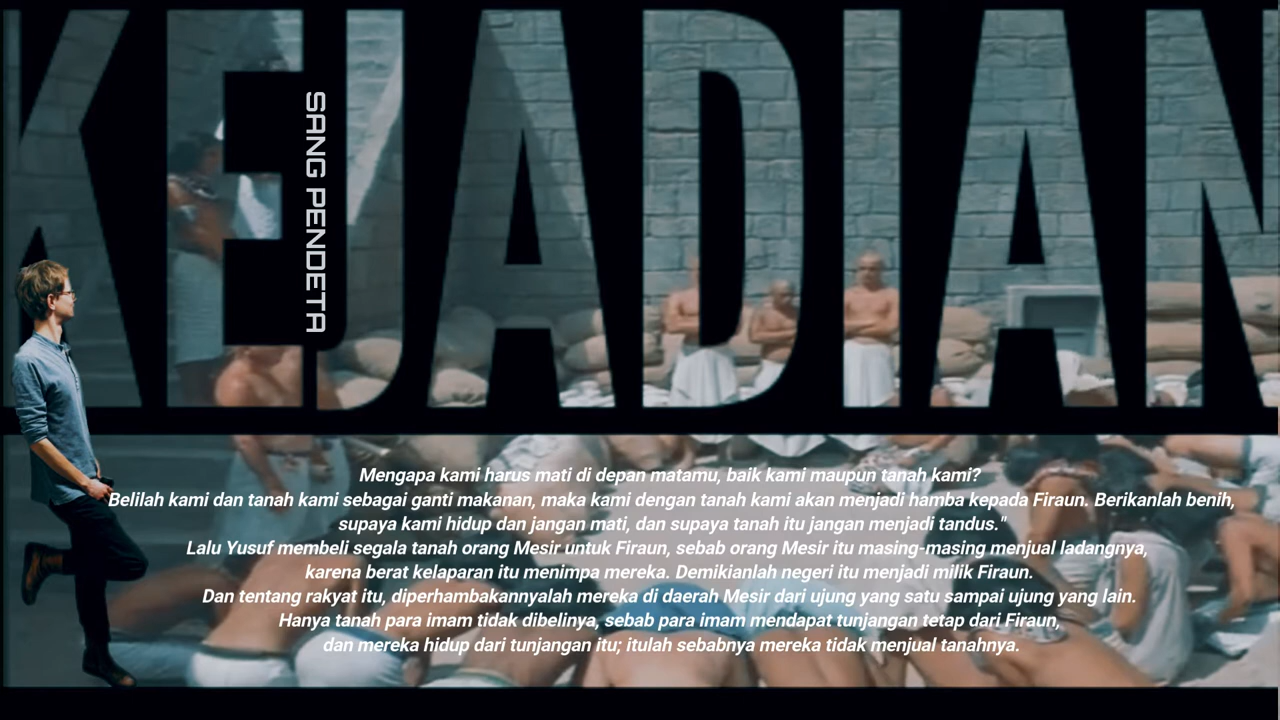 KEJADIAN
SANG PENDETA
Mengapa kami harus mati di depan matamu, baik kami maupun tanah kami?
Belilah kami dan tanah kami sebagai ganti makanan, maka kami dengan tanah kami akan menjadi hamba kepada Firaun. Berikanlah benih,
supaya kami hidup dan jangan mati, dan supaya tanah itu jangan menjadi tandus."
Lalu Yusuf membeli segala tanah orang Mesir untuk Firaun, sebab orang Mesir itu masing-masing menjual ladangnya,
karena berat kelaparan itu menimpa mereka. Demikianlah negeri itu menjadi milik Firaun.
Dan tentang rakyat itu, diperhambakannyalah mereka di daerah Mesir dari ujung yang satu sampai ujung yang lain.
Hanya tanah para imam tidak dibelinya, sebab para imam mendapat tunjangan tetap dari Firaun,
dan mereka hidup dari tunjangan itu; itulah sebabnya mereka tidak menjual tanahnya.